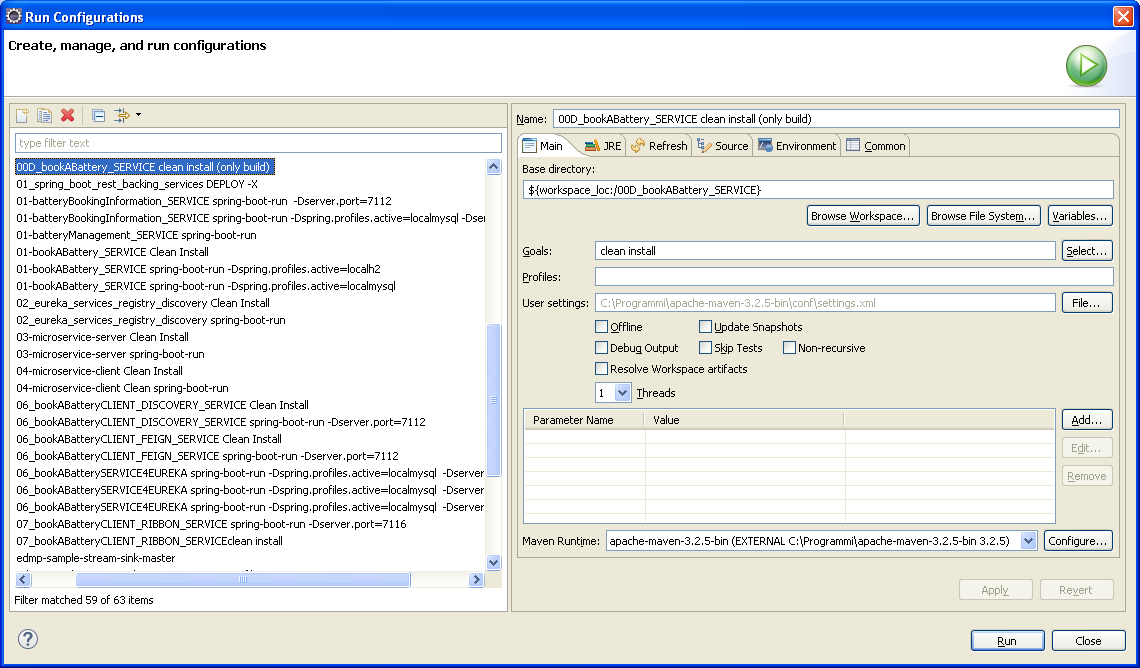 Run Configurations
Create, manage, and run configurations
type filter text
00D_bookABattery_SERVICE clean install (only build)
01_spring_boot_rest_backing_services DEPLOY -X
01-batteryBookingInformation_SERVICE spring-boot-run -Dserver.port=7112
01-batteryBookingInformation_SERVICE spring-boot-run -Dspring.profiles.active=localmysql -Dser
01-batteryManagement_SERVICE spring-boot-run
01-bookABattery_SERVICE Clean Install
01-bookABattery_SERVICE spring-boot-run -Dspring.profiles.active=localh2
01-bookABattery_SERVICE spring-boot-run -Dspring.profiles.active=localmysql
02_eureka_services_registry_discovery Clean Install
02_eureka_services_registry_discovery spring-boot-run
03-microservice-server Clean Install
03-microservice-server spring-boot-run
04-microservice-client Clean Install
04-microservice-client Clean spring-boot-run
06_bookABatteryCLIENT_DISCOVERY_SERVICE Clean Install
06_bookABatteryCLIENT_DISCOVERY_SERVICE spring-boot-run -Dserver.port=7112
06_bookABatteryCLIENT_FEIGN_SERVICE Clean Install
06_bookABatteryCLIENT_FEIGN_SERVICE spring-boot-run -Dserver.port=7112
06_bookABatterySERVICE4EUREKA spring-boot-run -Dspring.profiles.active=localmysql -Dserver
06_bookABatterySERVICE4EUREKA spring-boot-run -Dspring.profiles.active=localmysql -Dserver
06_bookABatterySERVICE4EUREKA spring-boot-run -Dspring.profiles.active=localmysql -Dserver
07_bookABatteryCLIENT_RIBBON_SERVICE spring-boot-run -Dserver.port=7116
07_bookABatteryCLIENT_RIBBON_SERVICEclean install
edmp-sample-stream-sink-master
Filter matched 59 of 63 items
Name: 00D_bookABattery_SERVICE clean install (only build)
Main JRE Refresh Source Environment Common
Base directory:
${workspace_loc:/00D_bookABattery_SERVICE}
Browse Workspace... Browse File System... Variables...
Goals: clean install Select...
Profiles:
User settings: C:\Programmi\apache-maven-3.2.5-bin\conf\settings.xml File...
Offline Update Snapshots
Debug Output Skip Tests Non-recursive
Resolve Workspace artifacts
1 Threads
Parameter Name Value Add...
Edit...
Remove
Maven Runtime: apache-maven-3.2.5-bin (EXTERNAL C:\Programmi\apache-maven-3.2.5-bin 3.2.5) Configure...
Apply Revert
? Run Close